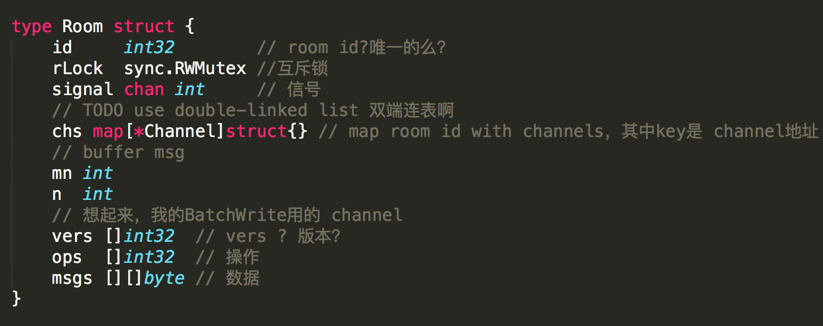 type Room struct {
    id     int32        // room id?唯一的么?
    rLock  sync.RWMutex //互斥锁
    signal chan int     // 信号
    // TODO use double-linked list 双端连表啊
    chs map[*Channel]struct{} // map room id with channels, 其中key是 channel地址
    // buffer msg
    mn int
    n  int
    // 想起来, 我的BatchWrite用的 channel
    vers []int32  // vers ? 版本?
    ops  []int32  // 操作
    msgs [][]byte // 数据
}